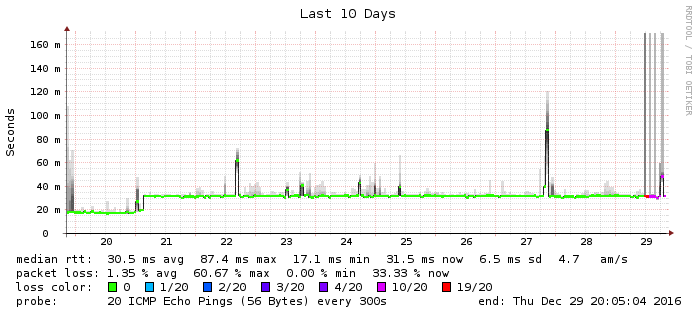 Last 10 Days
RRDTOOL / TOBI OETIKER
Seconds
160 m
140 m
120 m
100 m
80 m
60 m
40 m
20 m
0
20 21 22 23 24 25 26 27 28 29
median rtt: 30.5 ms avg 87.4 ms max 17.1 ms min 31.5 ms now 6.5 ms sd 4.7 am/s
packet loss: 1.35 % avg 60.67 % max 0.00 % min 33.33 % now
loss color: 0 1/20 2/20 3/20 4/20 10/20 19/20
probe: 20 ICMP Echo Pings (56 Bytes) every 300s end: Thu Dec 29 20:05:04 2016